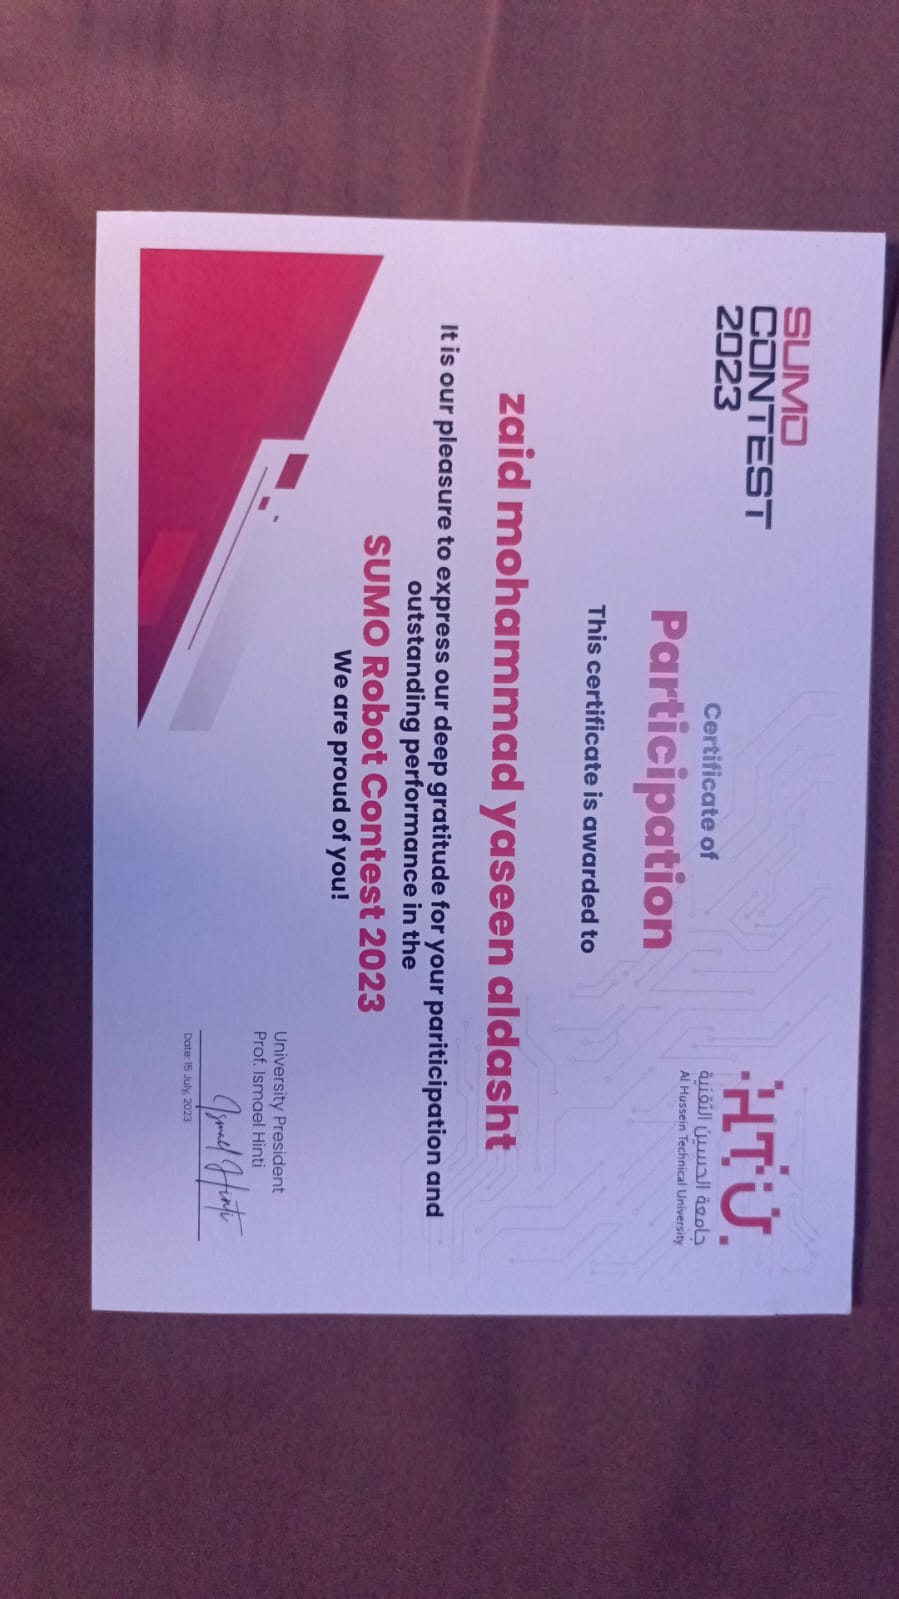 SUMO
CONTEST
2023
HTU
جامعة الحسين التقنية
Al Hussein Technical University
Certificate of
Participation
This certificate is awarded to
zaid mohammad yaseen aldasht
It is our pleasure to express our deep gratitude for your pariticipation and
outstanding performance in the
SUMO Robot Contest 2023
We are proud of you!
University President
Prof. Ismael Hinti
Ismael Hinti
Date: 15 July, 2023